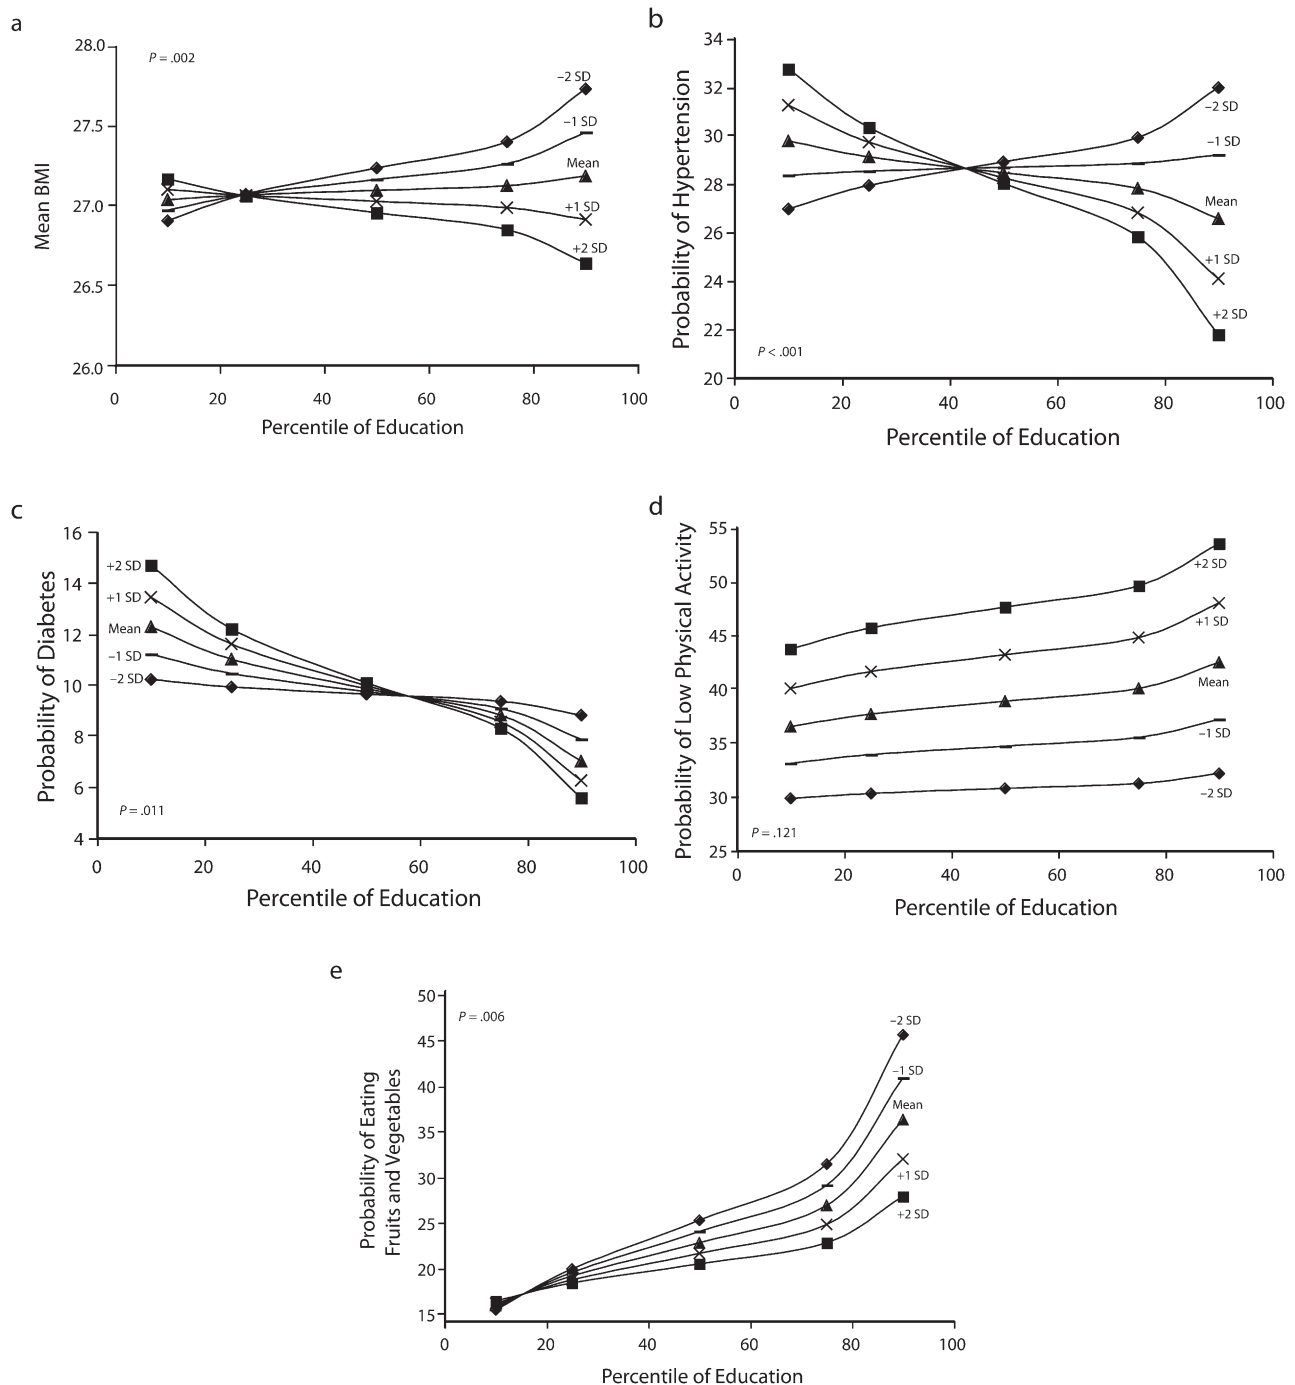 a
P = .002
Mean BMI
28.0
27.5
27.0
26.5
26.0
–2 SD
–1 SD
Mean
+1 SD
+2 SD
0 20 40 60 80 100
Percentile of Education
b
Probability of Hypertension
34
32
30
28
26
24
22
20
–2 SD
–1 SD
Mean
+1 SD
+2 SD
P < .001
0 20 40 60 80 100
Percentile of Education
c
Probability of Diabetes
16
14
12
10
8
6
4
+2 SD
+1 SD
Mean
–1 SD
–2 SD
P = .011
0 20 40 60 80 100
Percentile of Education
d
Probability of Low Physical Activity
55
50
45
40
35
30
25
+2 SD
+1 SD
Mean
–1 SD
–2 SD
P = .121
0 20 40 60 80 100
Percentile of Education
e
P = .006
Probability of Eating
Fruits and Vegetables
50
45
40
35
30
25
20
15
–2 SD
–1 SD
Mean
+1 SD
+2 SD
0 20 40 60 80 100
Percentile of Education